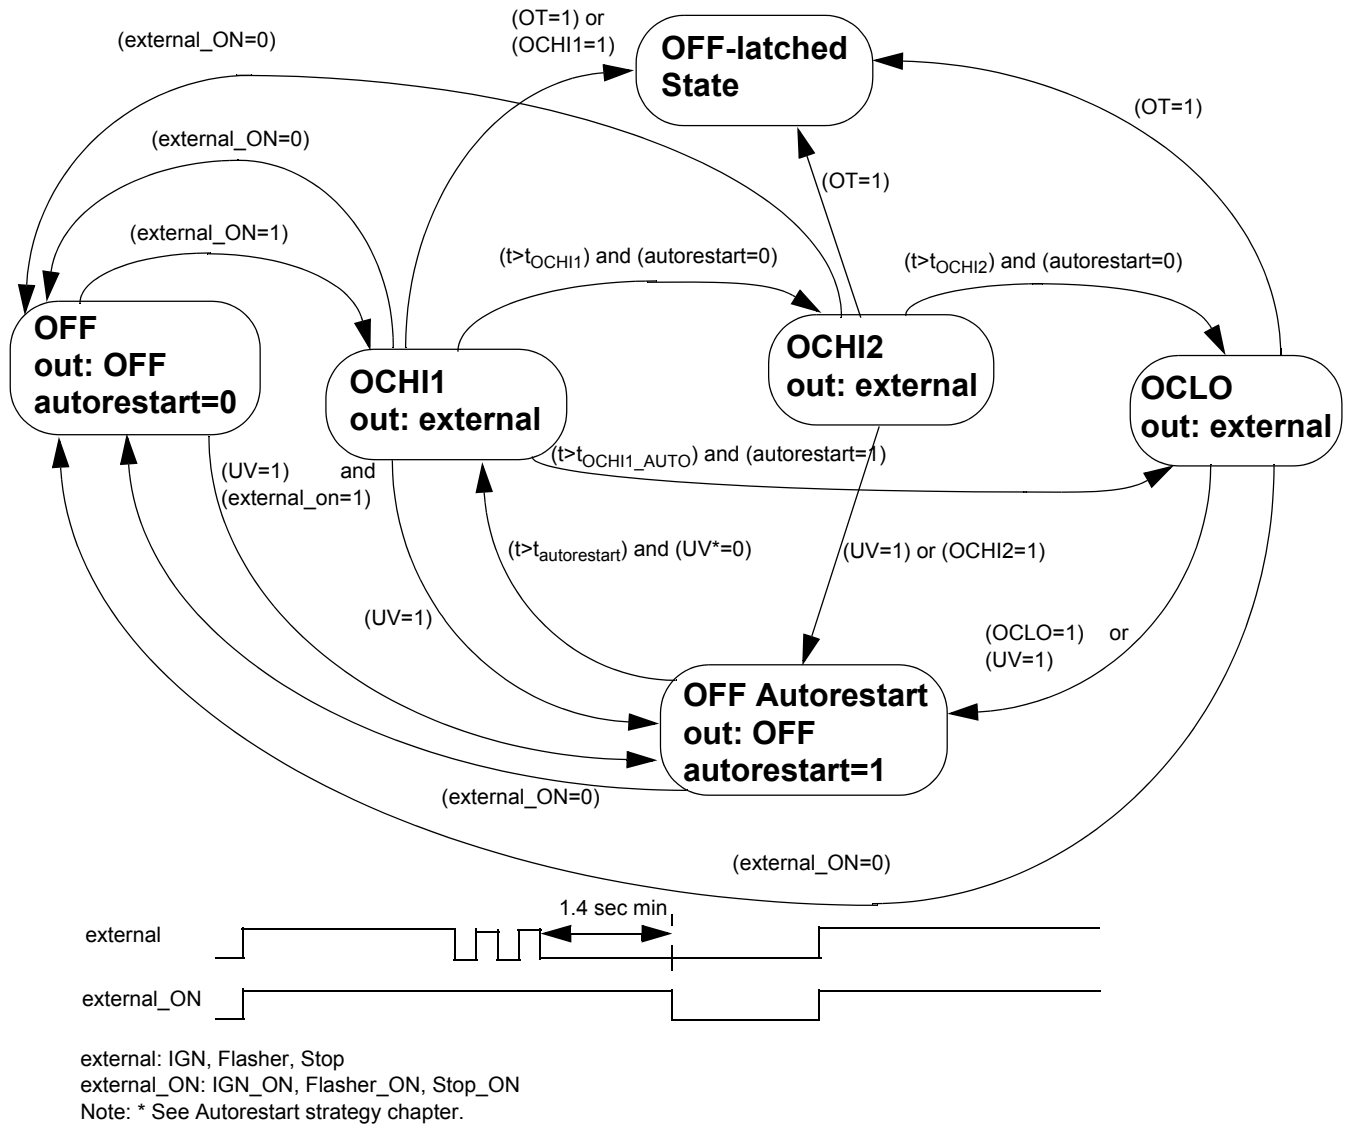 (OT=1) or
(OCHI1=1)
(external_ON=0)
OFF-latched
State
(OT=1)
(external_ON=0)
(OT=1)
(external_ON=1)
(t>tOCHI1) and (autorestart=0)
(t>tOCHI2) and (autorestart=0)
OFF
out: OFF
autorestart=0
OCHI1
out: external
OCHI2
out: external
OCLO
out: external
(UV=1) and
(external_on=1)
(t>tOCHI1_AUTO) and (autorestart=1)
(t>tautorestart) and (UV*=0)
(UV=1) or (OCHI2=1)
(UV=1)
(OCLO=1) or
(UV=1)
OFF Autorestart
out: OFF
autorestart=1
(external_ON=0)
(external_ON=0)
1.4 sec min
external
external_ON
external: IGN, Flasher, Stop
external_ON: IGN_ON, Flasher_ON, Stop_ON
Note: * See Autorestart strategy chapter.